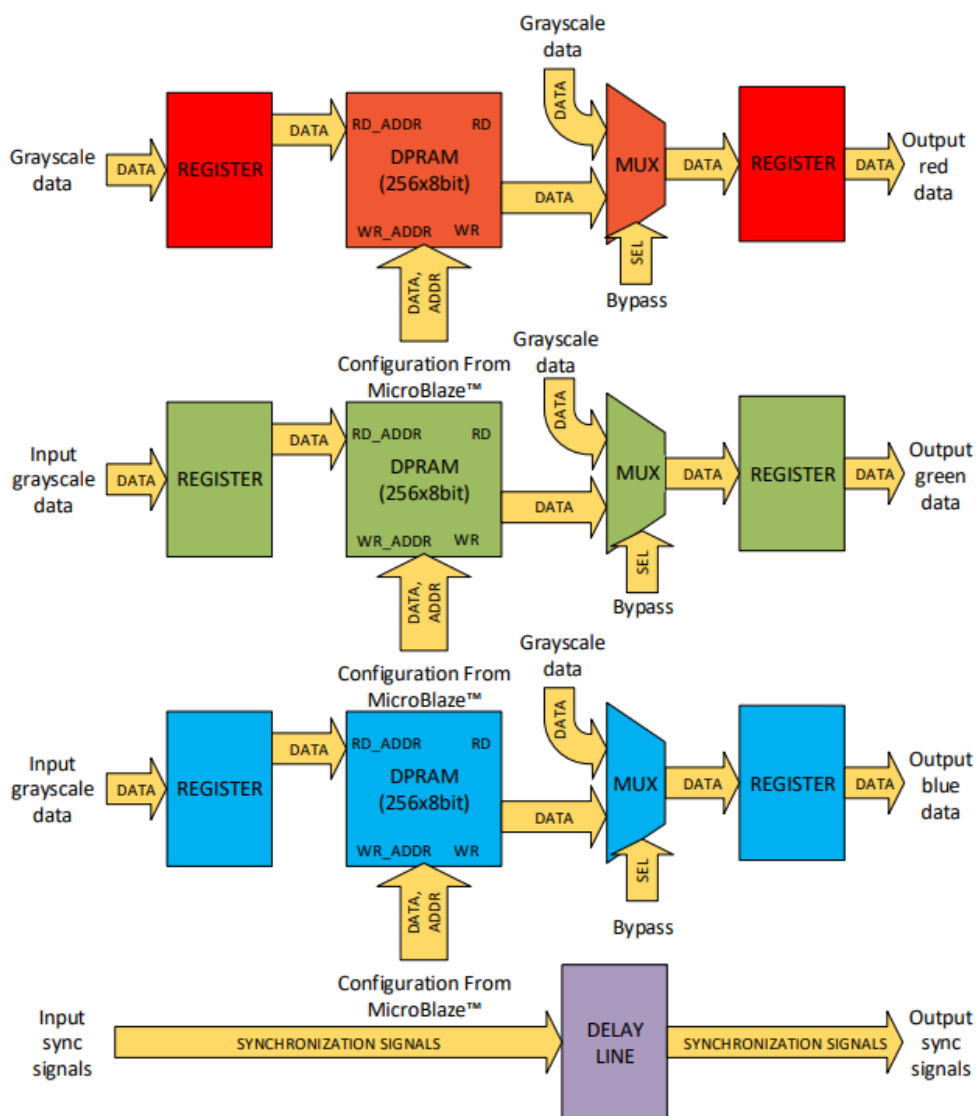 Grayscale
data
DATA
REGISTER
DATA
RD_ADDR RD
DPRAM
(256x8bit)
WR_ADDR WR
DATA,
ADDR
Configuration From
MicroBlaze™
DATA
Grayscale
data
DATA
MUX
SEL
Bypass
DATA
REGISTER
DATA
Output
red
data
Input
grayscale
data
DATA
REGISTER
DATA
RD_ADDR RD
DPRAM
(256x8bit)
WR_ADDR WR
DATA,
ADDR
Configuration From
MicroBlaze™
DATA
Grayscale
data
DATA
MUX
SEL
Bypass
DATA
REGISTER
DATA
Output
green
data
Input
grayscale
data
DATA
REGISTER
DATA
RD_ADDR RD
DPRAM
(256x8bit)
WR_ADDR WR
DATA,
ADDR
Configuration From
MicroBlaze™
DATA
Grayscale
data
DATA
MUX
SEL
Bypass
DATA
REGISTER
DATA
Output
blue
data
Input
sync
signals
SYNCHRONIZATION SIGNALS
DELAY
LINE
SYNCHRONIZATION SIGNALS
Output
sync
signals